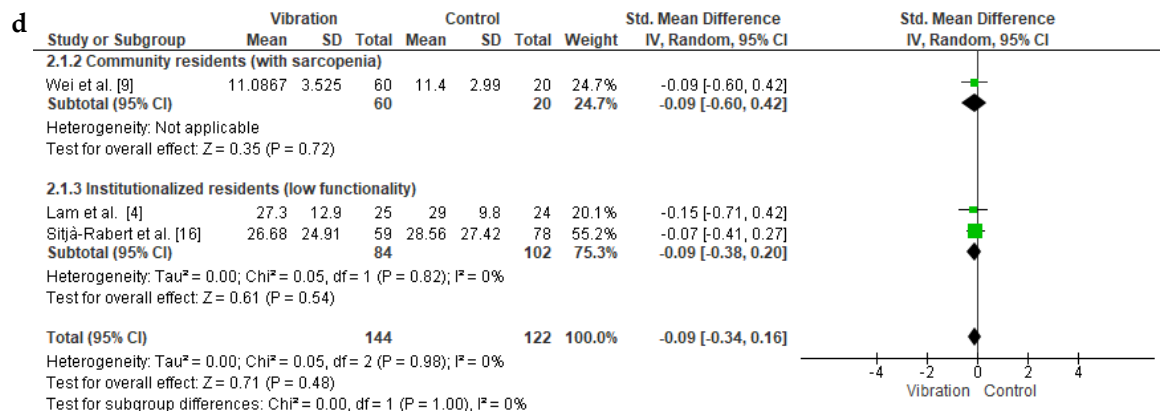 d
Vibration Control Std. Mean Difference Std. Mean Difference
Study or Subgroup Mean SD Total Mean SD Total Weight IV, Random, 95% CI IV, Random, 95% CI
2.1.2 Community residents (with sarcopenia)
Wei et al. [9] 11.0867 3.525 60 11.4 2.99 20 24.7% -0.09 [-0.60, 0.42]
Subtotal (95% CI) 60 20 24.7% -0.09 [-0.60, 0.42]
Heterogeneity: Not applicable
Test for overall effect: Z = 0.35 (P = 0.72)
2.1.3 Institutionalized residents (low functionality)
Lam et al. [4] 27.3 12.9 25 29 9.8 24 20.1% -0.15 [-0.71, 0.42]
Sitjà-Rabert et al. [16] 26.68 24.91 59 28.56 27.42 78 55.2% -0.07 [-0.41, 0.27]
Subtotal (95% CI) 84 102 75.3% -0.09 [-0.38, 0.20]
Heterogeneity: Tau² = 0.00; Chi² = 0.05, df = 1 (P = 0.82); I² = 0%
Test for overall effect: Z = 0.61 (P = 0.54)
Total (95% CI) 144 122 100.0% -0.09 [-0.34, 0.16]
Heterogeneity: Tau² = 0.00; Chi² = 0.05, df = 2 (P = 0.98); I² = 0%
Test for overall effect: Z = 0.71 (P = 0.48)
Test for subgroup differences: Chi² = 0.00, df = 1 (P = 1.00), I² = 0%
-4 -2 0 2 4
Vibration Control